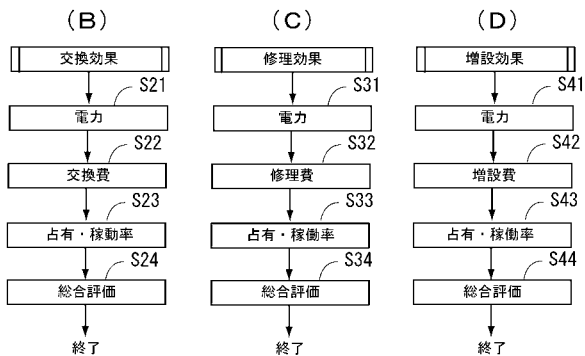 (B)
交換効果
S21
電力
S22
交換費
S23
占有・稼動率
S24
総合評価
終了
(C)
修理効果
S31
電力
S32
修理費
S33
占有・稼働率
S34
総合評価
終了
(D)
増設効果
S41
電力
S42
増設費
S43
占有・稼働率
S44
総合評価
終了